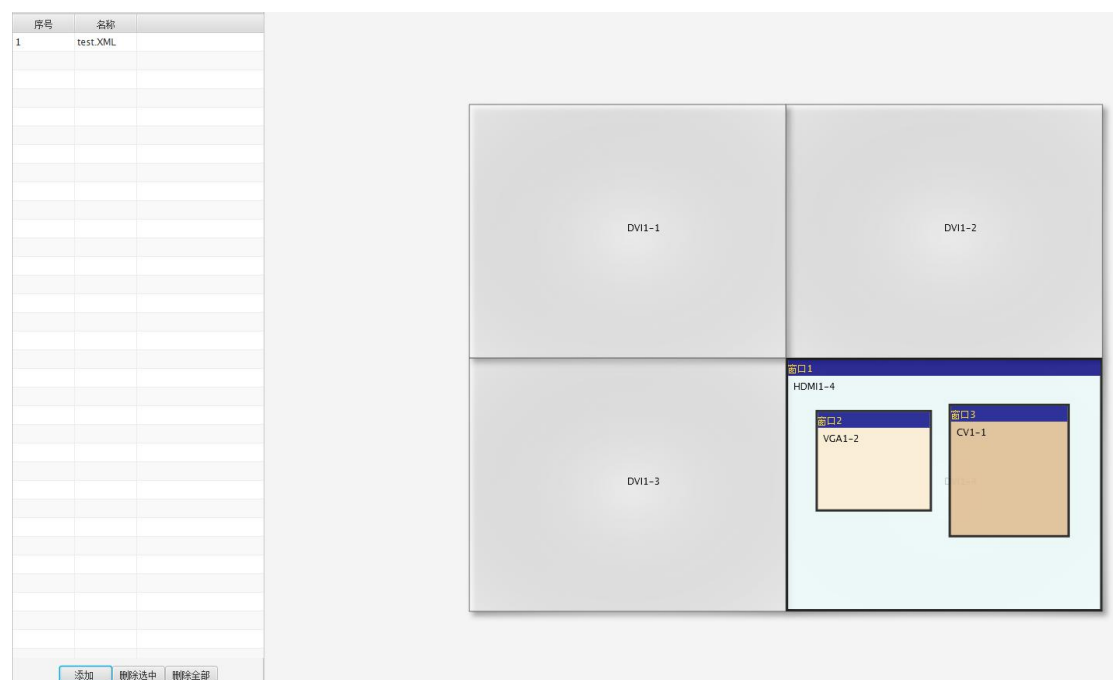 序号 名称
1 test.XML
DVI1-1
DVI1-2
窗口1
HDMI1-4
窗口2
窗口3
VGA1-2
CV1-1
DVI1-3
添加 删除选中 删除全部